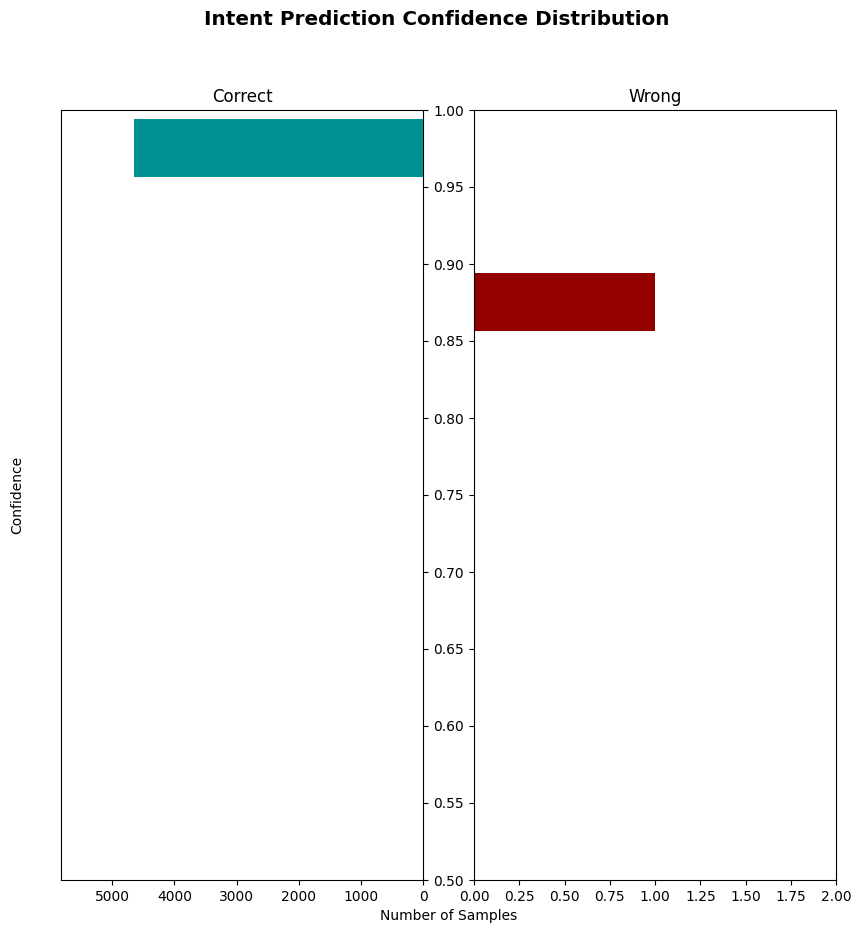 Intent Prediction Confidence Distribution
Correct
Wrong
1.00
0.95
0.90
0.85
0.80
0.75
0.70
0.65
0.60
0.55
0.50
Confidence
5000 4000 3000 2000 1000 0
0.00 0.25 0.50 0.75 1.00 1.25 1.50 1.75 2.00
Number of Samples